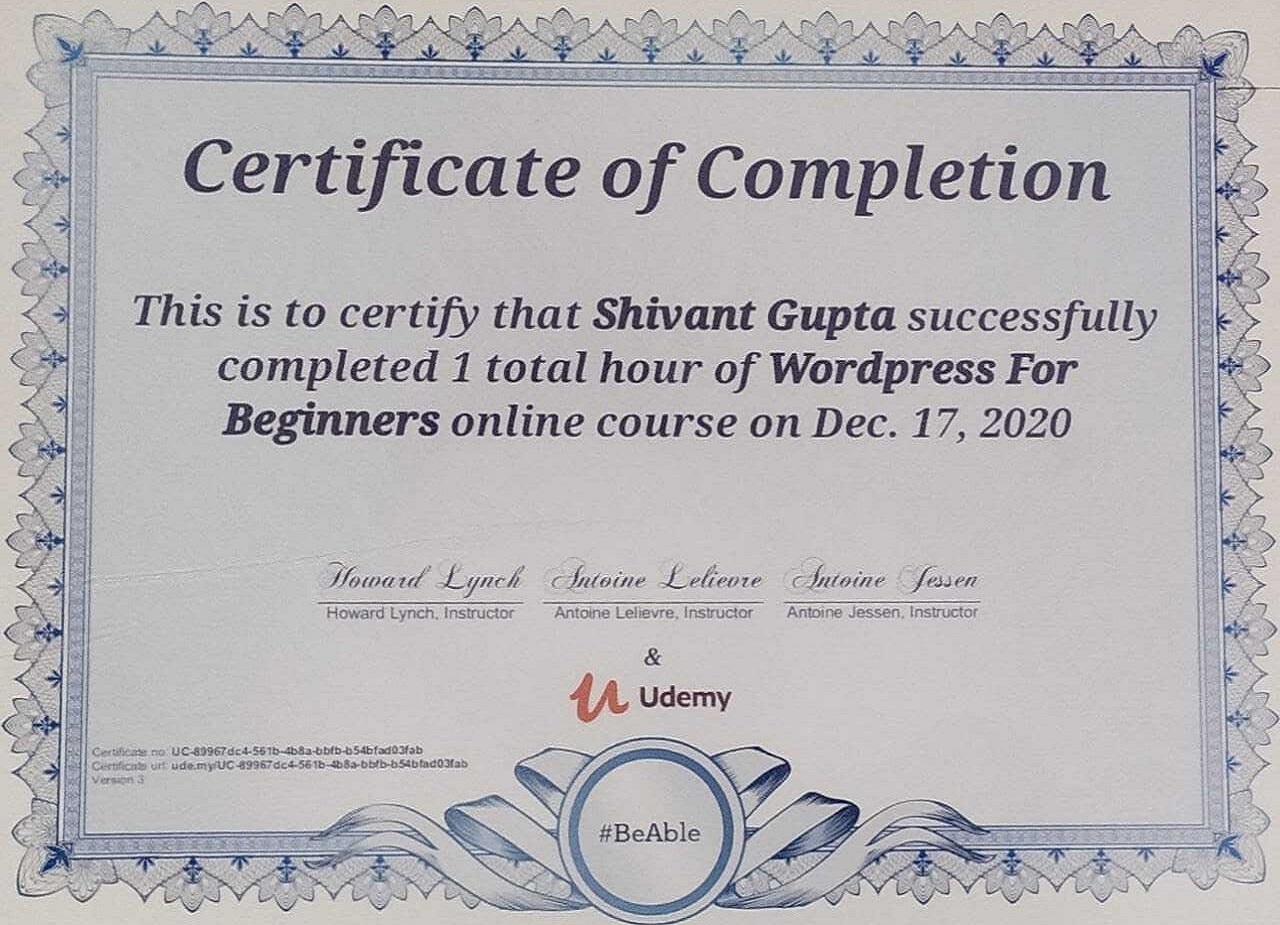 Certificate of Completion
This is to certify that Shivant Gupta successfully
completed 1 total hour of Wordpress For
Beginners online course on Dec. 17, 2020
Howard Lynch Antoine Lelievre Antoine Jessen
Howard Lynch, Instructor Antoine Lelievre, Instructor Antoine Jessen, Instructor
&
Udemy
Certificate no: UC-89967dc4-561b-4b8a-bbfb-b54bfad03fab
Certificate url: ude.my/UC-89967dc4-561b-4b8a-bbfb-b54bfad03fab
Version 3
#BeAble